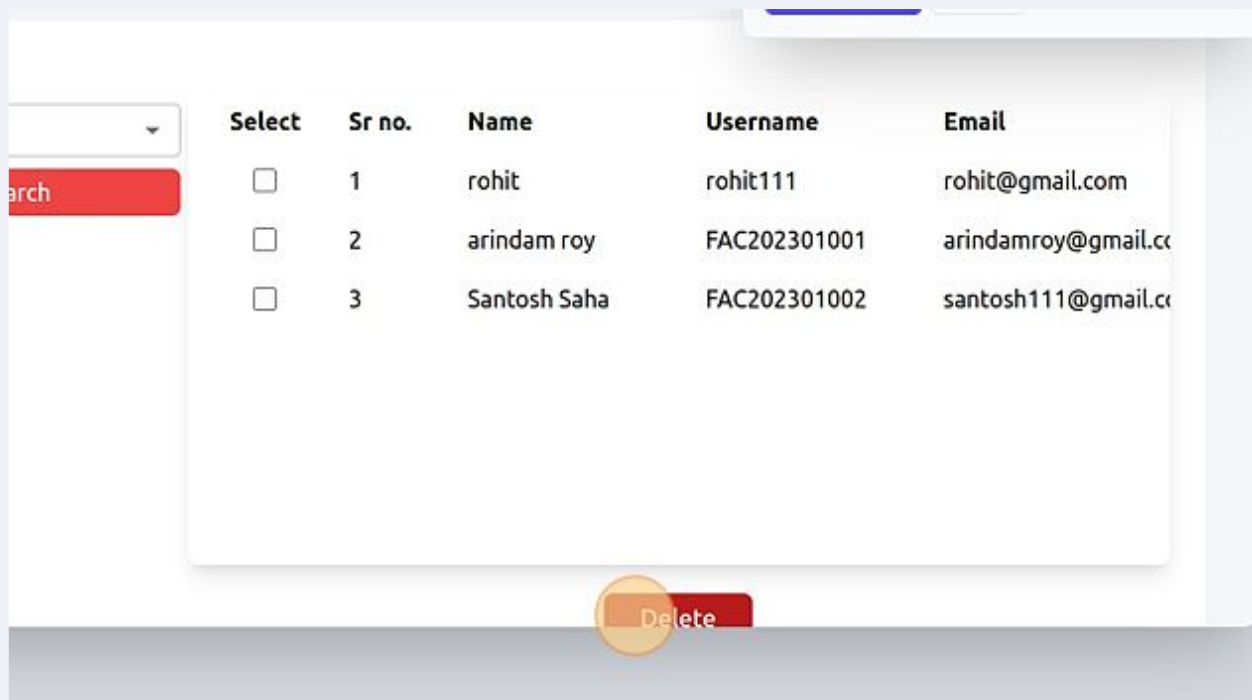 Select Sr no. Name Username Email
1 rohit rohit111 rohit@gmail.com
arch
2 arindam roy FAC202301001 arindamroy@gmail.c
3 Santosh Saha FAC202301002 santosh111@gmail.c
Delete